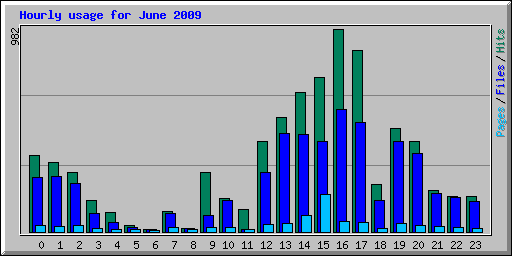 Hourly usage for June 2009
982
Pages / Files / Hits
0 1 2 3 4 5 6 7 8 9 10 11 12 13 14 15 16 17 18 19 20 21 22 23